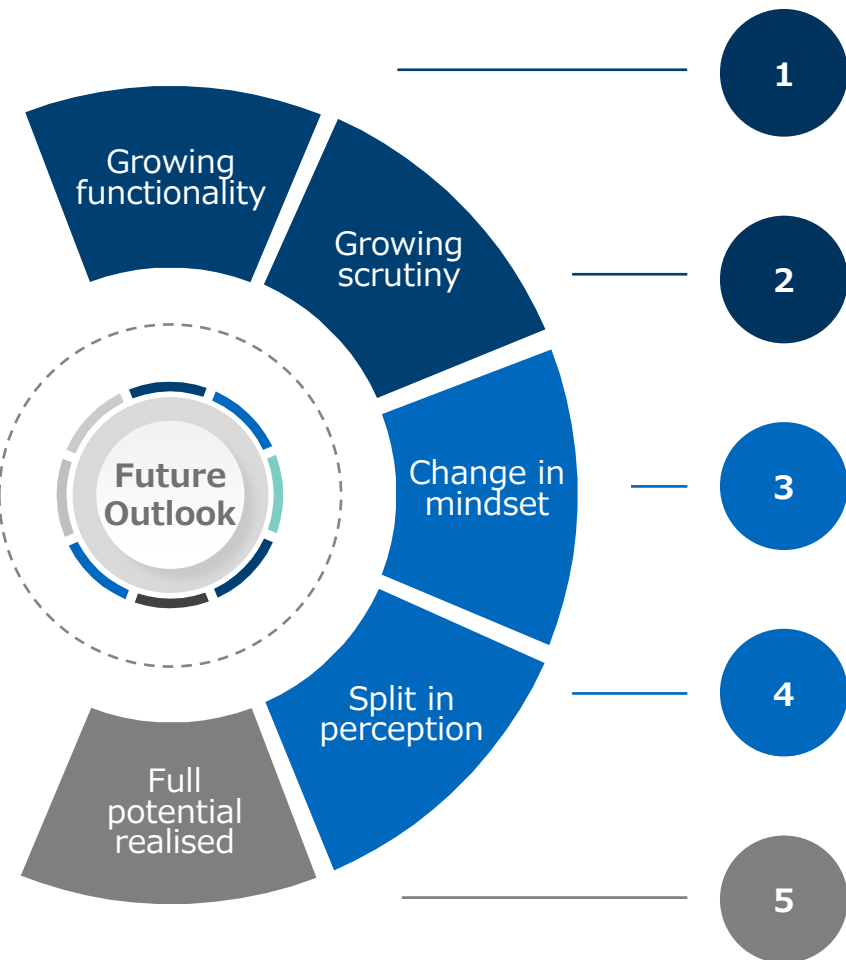 Growing
functionality
1
Growing
scrutiny
2
Change in
mindset
3
Split in
perception
4
Full
potential
realised
5
Future
Outlook